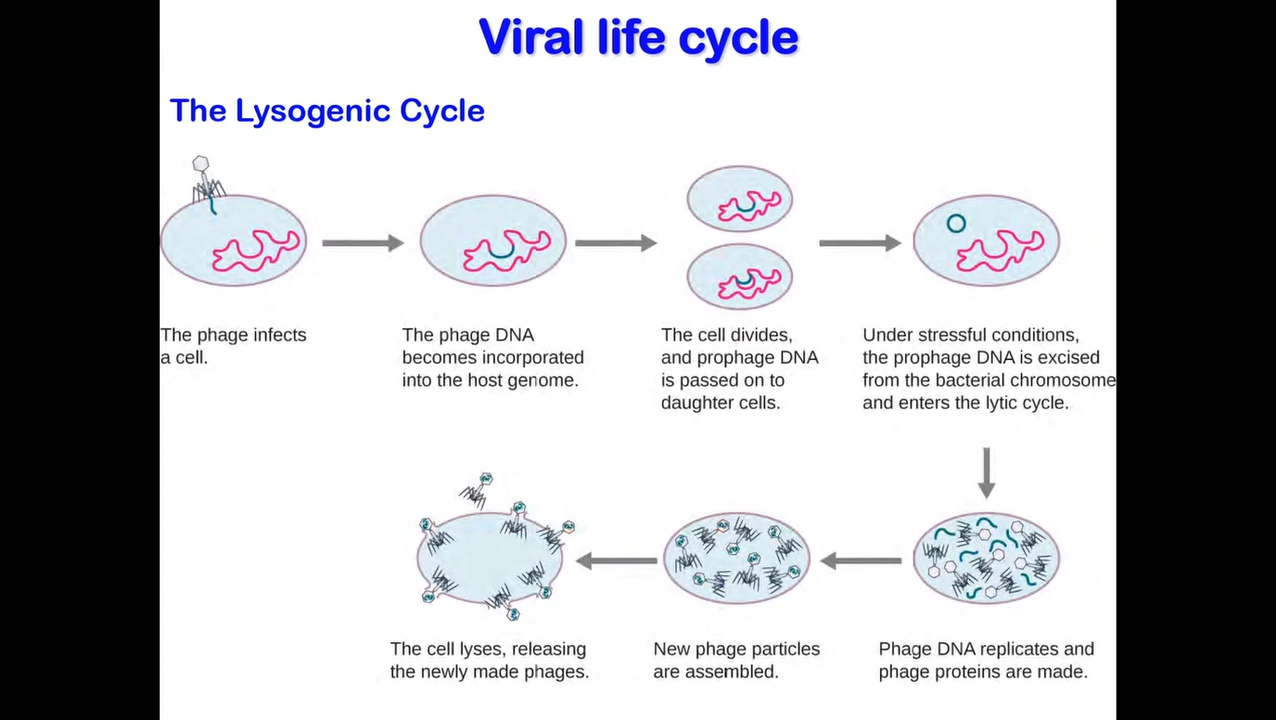 Viral life cycle
The Lysogenic Cycle
The phage infects
a cell.
The phage DNA
becomes incorporated
into the host genome.
The cell divides,
and prophage DNA
is passed on to
daughter cells.
Under stressful conditions,
the prophage DNA is excised
from the bacterial chromosome
and enters the lytic cycle.
The cell lyses, releasing
the newly made phages.
New phage particles
are assembled.
Phage DNA replicates and
phage proteins are made.